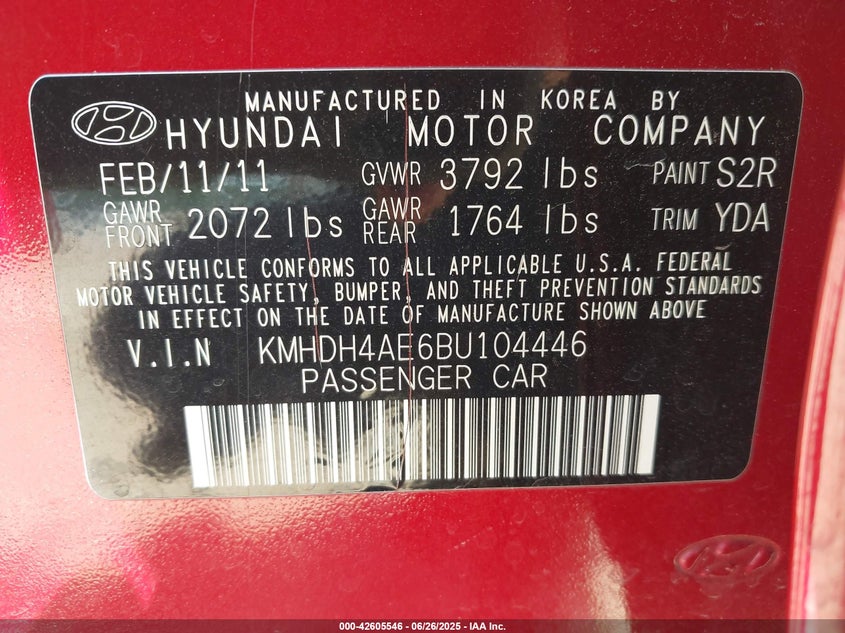 MANUFACTURED IN KOREA BY
HYUNDAI MOTOR COMPANY
FEB/11/11 GVWR 3792 lbs PAINT S2R
GAWR FRONT 2072 lbs GAWR REAR 1764 lbs TRIM YDA
THIS VEHICLE CONFORMS TO ALL APPLICABLE U.S.A. FEDERAL
MOTOR VEHICLE SAFETY, BUMPER, AND THEFT PREVENTION STANDARDS
IN EFFECT ON THE DATE OF MANUFACTURE SHOWN ABOVE
V.I.N KMHDH4AE6BU104446
PASSENGER CAR
000-42605546 - 06/26/2025 - IAA Inc.